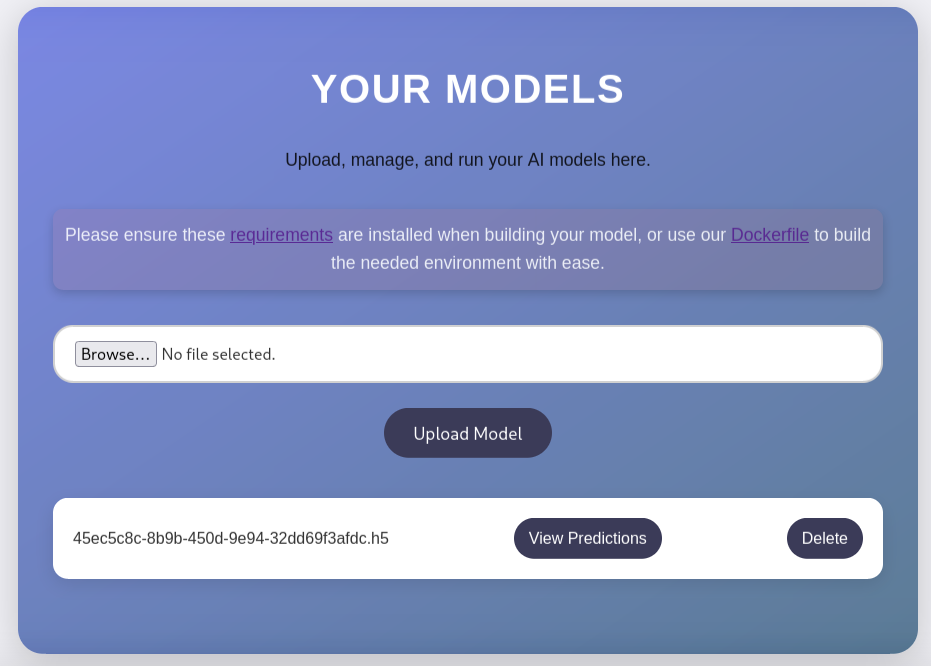 YOUR MODELS
Upload, manage, and run your AI models here.
Please ensure these requirements are installed when building your model, or use our Dockerfile to build
the needed environment with ease.
Browse... No file selected.
Upload Model
45ec5c8c-8b9b-450d-9e94-32dd69f3afdc.h5 View Predictions Delete